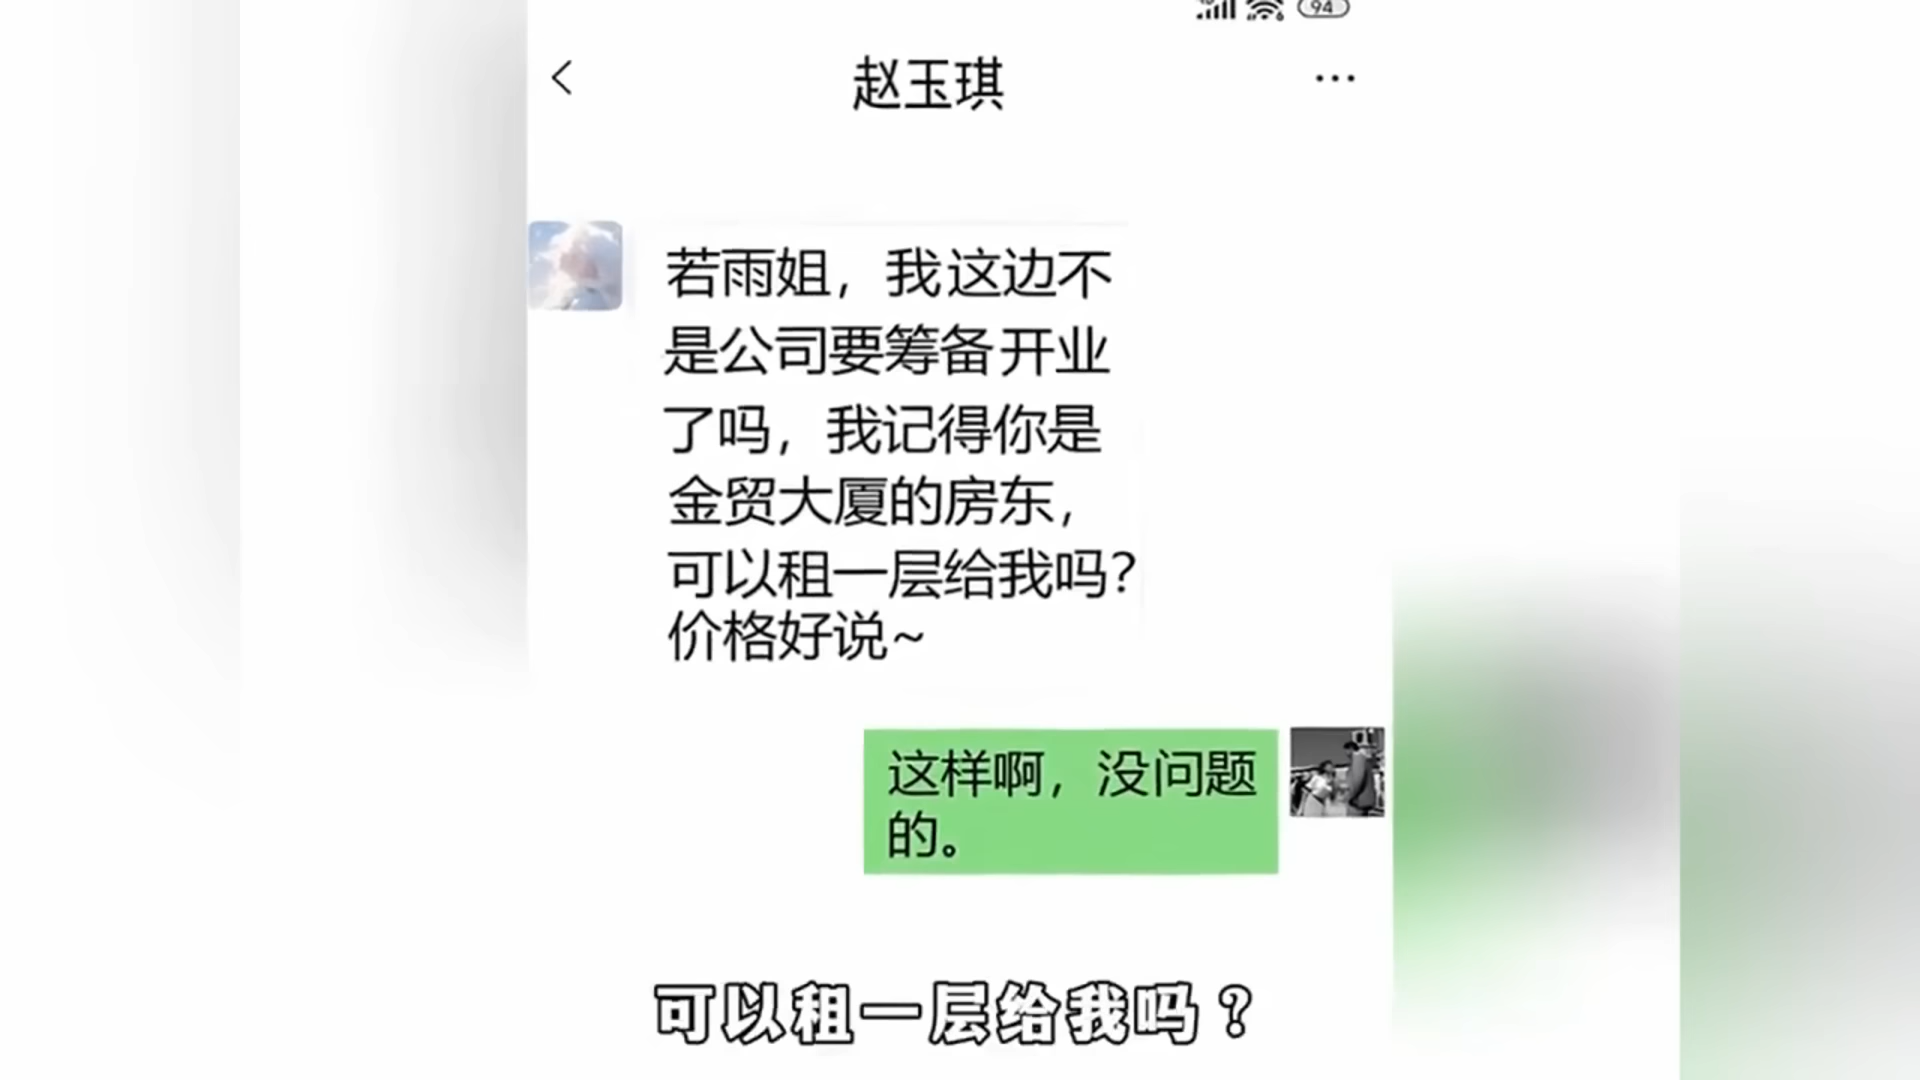 94
赵玉琪
若雨姐，我这边不
是公司要筹备开业
了吗，我记得你是
金贸大厦的房东，
可以租一层给我吗？
价格好说~
这样啊，没问题
的。
可以租一层给我吗？